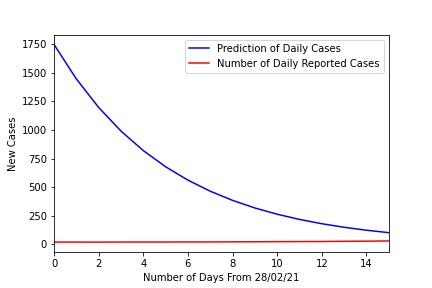 1750
1500
1250
1000
750
500
250
0
New Cases
Prediction of Daily Cases
Number of Daily Reported Cases
0 2 4 6 8 10 12 14
Number of Days From 28/02/21